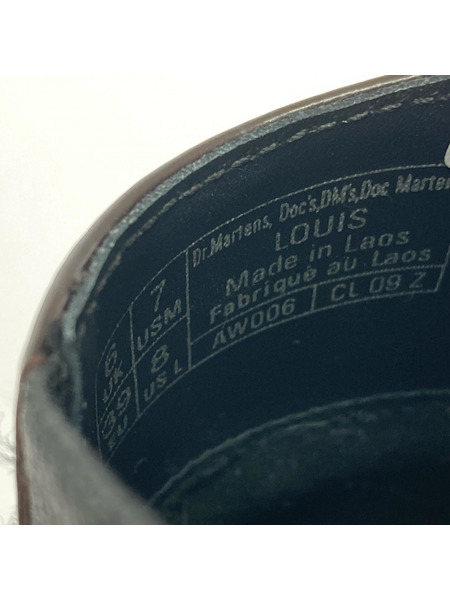 Dr.Martens, Doc's,DM's,Doc Marten
LOUIS
Made in Laos
Fabriqué au Laos
AW006 CL 09 Z
6 UK 7 USM
39 EU 8 US L